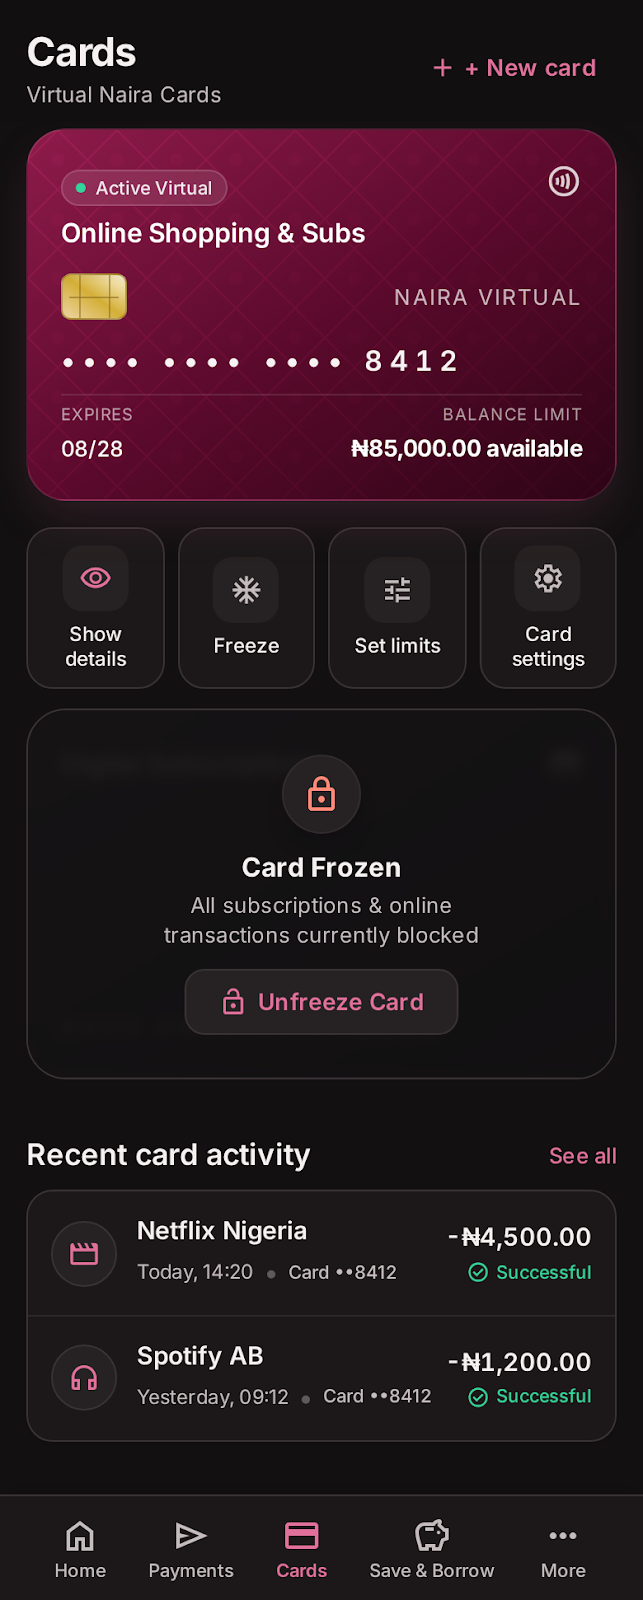 Cards
+ New card
Virtual Naira Cards
Active Virtual
Online Shopping & Subs
NAIRA VIRTUAL
•••• •••• •••• 8412
EXPIRES
BALANCE LIMIT
08/28
₦85,000.00 available
Show
details
Freeze
Set limits
Card
settings
Card Frozen
All subscriptions & online
transactions currently blocked
Unfreeze Card
Recent card activity
See all
Netflix Nigeria
-₦4,500.00
Today, 14:20 • Card ••8412
Successful
Spotify AB
-₦1,200.00
Yesterday, 09:12 • Card ••8412
Successful
Home
Payments
Cards
Save & Borrow
More